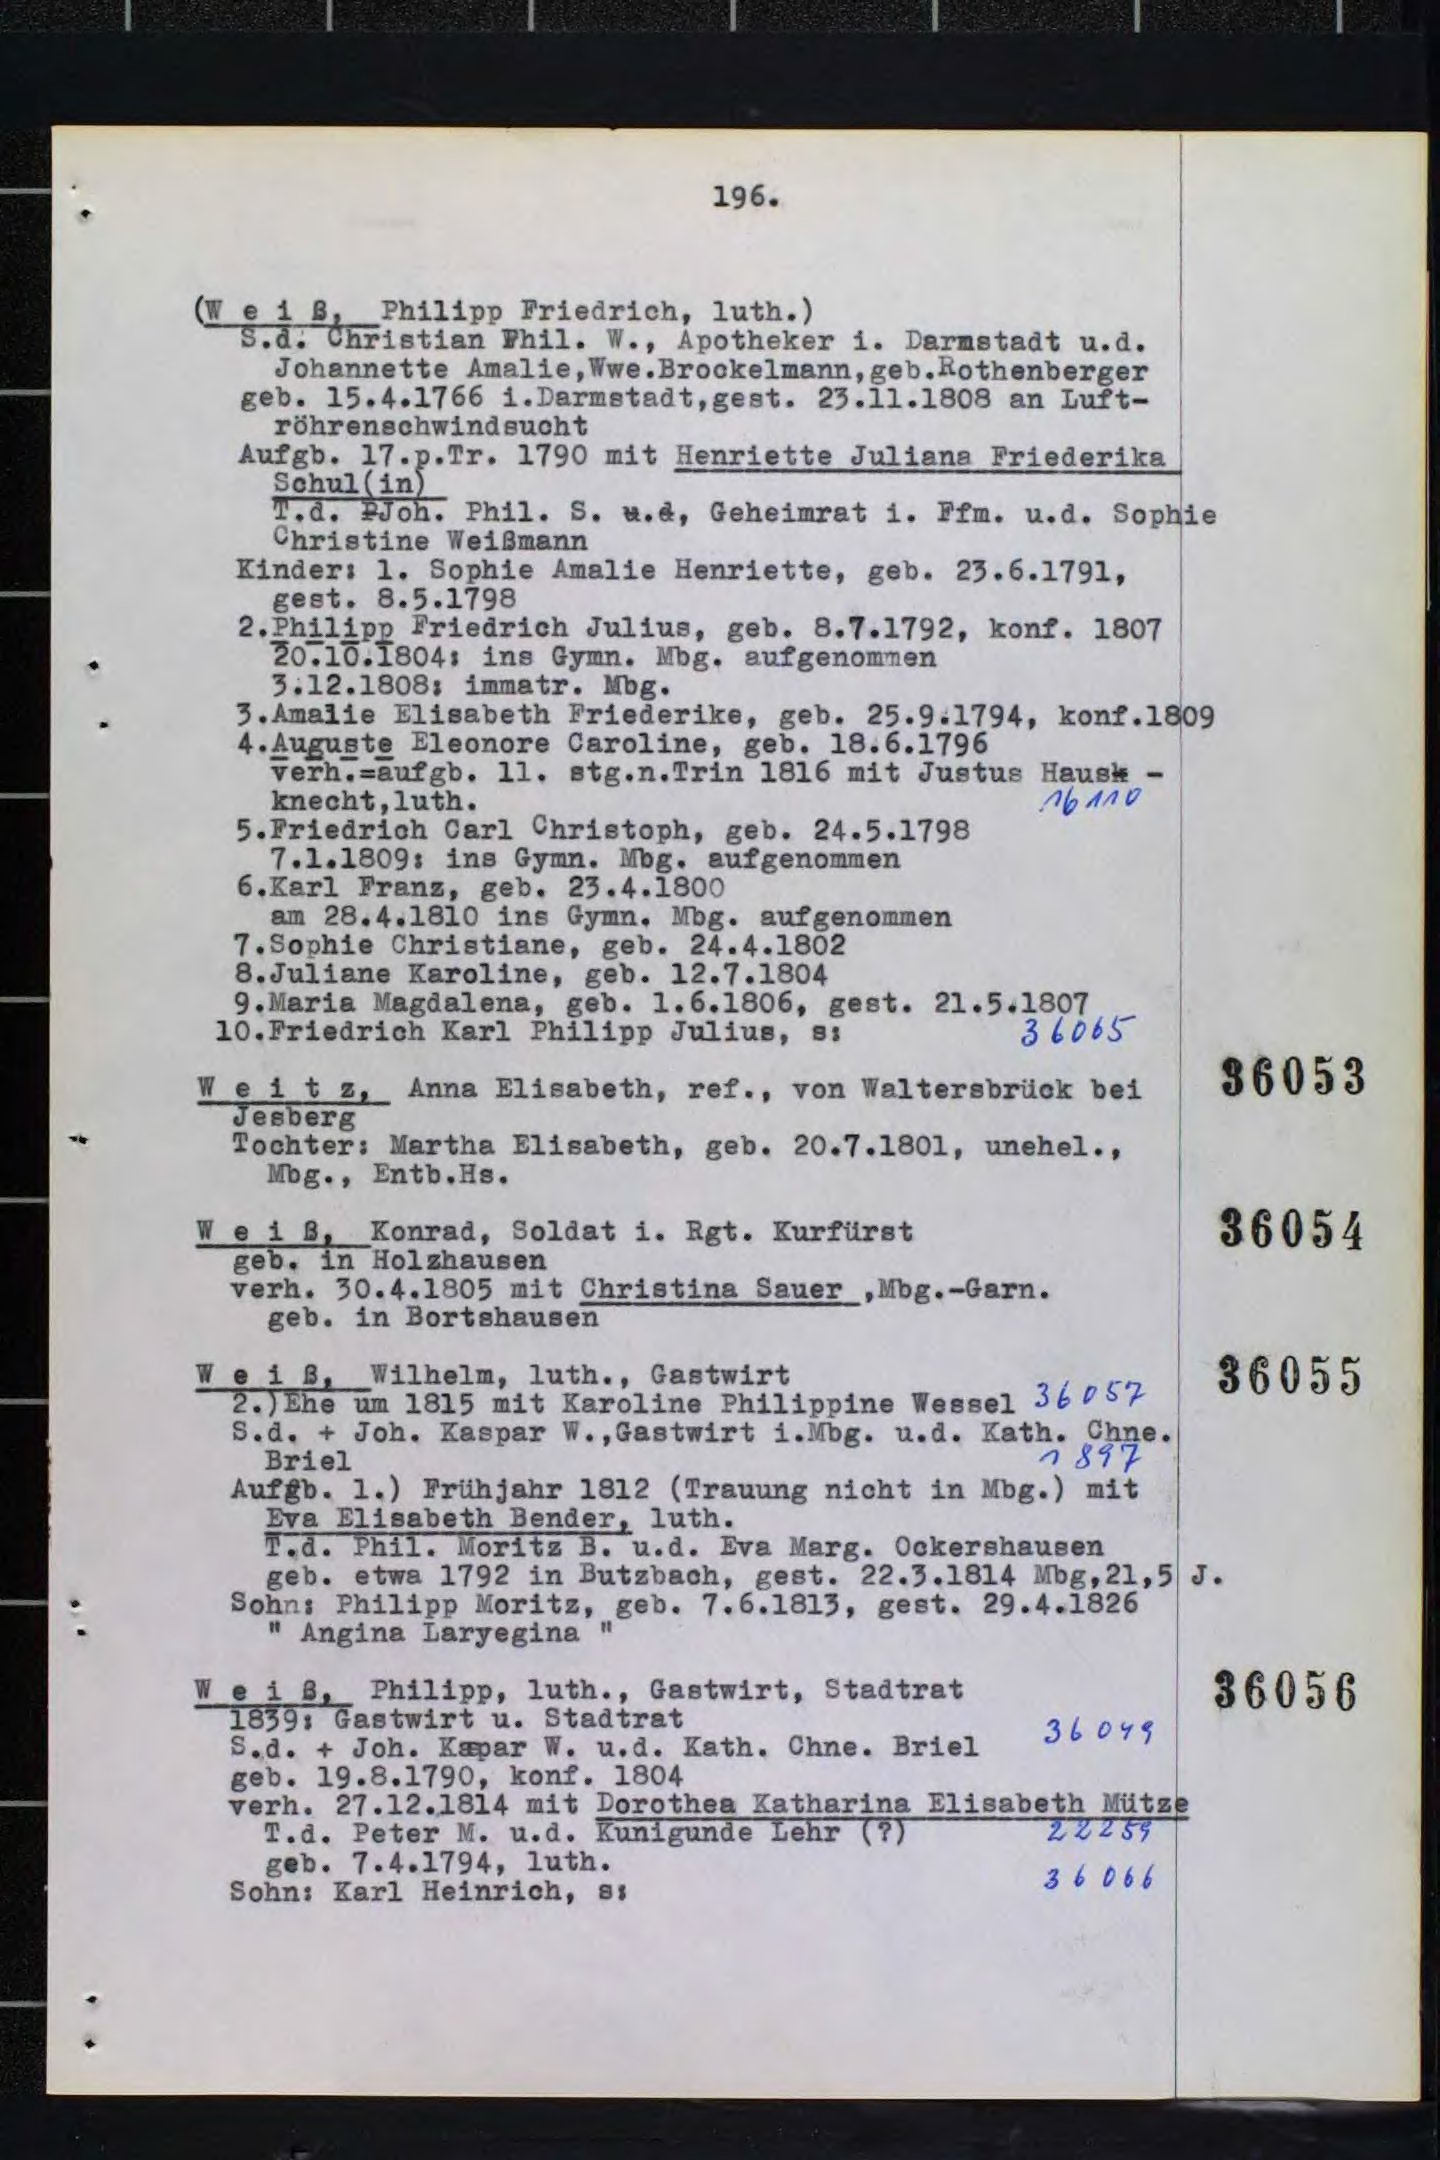 196.
(W e i ß, Philipp Friedrich, luth.)
S.d. Christian Phil. W., Apotheker i. Darmstadt u.d.
Johannette Amalie,Wwe.Brockelmann,geb.Rothenberger
geb. 15.4.1766 i.Darmstadt,gest. 23.11.1808 an Luft-
röhrenschwindsucht
Aufgb. 17.p.Tr. 1790 mit Henriette Juliana Friederika
Schul(in)
T.d. PJoh. Phil. S. u.d, Geheimrat i. Ffm. u.d. Sophie
Christine Weißmann
Kinder: 1. Sophie Amalie Henriette, geb. 23.6.1791,
gest. 8.5.1798
2.Philipp Friedrich Julius, geb. 8.7.1792, konf. 1807
20.10.1804: ins Gymn. Mbg. aufgenommen
3.12.1808: immatr. Mbg.
3.Amalie Elisabeth Friederike, geb. 25.9.1794, konf.1809
4.Auguste Eleonore Caroline, geb. 18.6.1796
verh.=aufgb. 11. stg.n.Trin 1816 mit Justus Hausk -
knecht,luth. 16110
5.Friedrich Carl Christoph, geb. 24.5.1798
7.1.1809: ins Gymn. Mbg. aufgenommen
6.Karl Franz, geb. 23.4.1800
am 28.4.1810 ins Gymn. Mbg. aufgenommen
7.Sophie Christiane, geb. 24.4.1802
8.Juliane Karoline, geb. 12.7.1804
9.Maria Magdalena, geb. 1.6.1806, gest. 21.5.1807
10.Friedrich Karl Philipp Julius, s: 36065
W e i t z, Anna Elisabeth, ref., von Waltersbrück bei 36053
Jesberg
Tochter: Martha Elisabeth, geb. 20.7.1801, unehel.,
Mbg., Entb.Hs.
W e i ß, Konrad, Soldat i. Rgt. Kurfürst 36054
geb. in Holzhausen
verh. 30.4.1805 mit Christina Sauer ,Mbg.-Garn.
geb. in Bortshausen
W e i ß, Wilhelm, luth., Gastwirt 36055
2.)Ehe um 1815 mit Karoline Philippine Wessel 36057
S.d. + Joh. Kaspar W.,Gastwirt i.Mbg. u.d. Kath. Chne.
Briel 1897
Aufgb. 1.) Frühjahr 1812 (Trauung nicht in Mbg.) mit
Eva Elisabeth Bender, luth.
T.d. Phil. Moritz B. u.d. Eva Marg. Ockershausen
geb. etwa 1792 in Butzbach, gest. 22.3.1814 Mbg,21,5 J.
Sohn: Philipp Moritz, geb. 7.6.1813, gest. 29.4.1826
" Angina Laryegina "
W e i ß, Philipp, luth., Gastwirt, Stadtrat 36056
1839: Gastwirt u. Stadtrat
S.d. + Joh. Kaspar W. u.d. Kath. Chne. Briel 36049
geb. 19.8.1790, konf. 1804
verh. 27.12.1814 mit Dorothea Katharina Elisabeth Mütze
T.d. Peter M. u.d. Kunigunde Lehr (?) 22259
geb. 7.4.1794, luth.
Sohn: Karl Heinrich, s: 36066